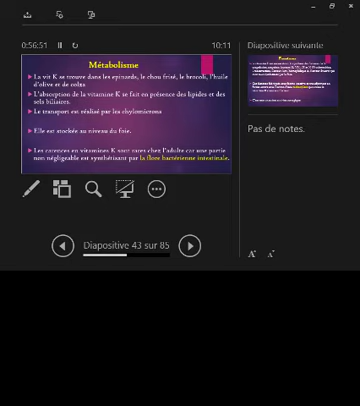 0:56:51
10:11
Diapositive suivante
Métabolisme
La vit K se trouve dans les épinards, le chou frisé, le brocoli, l'huile
d'olive et de colza
L'absorption de la vitamine K se fait en présence des lipides et des
sels biliaires.
Le transport est réalisé par les chylomicrons
Elle est stockée au niveau du foie.
Les carences en vitamines K sont rares chez l'adulte car une partie
non négligeable est synthétisant par la flore bactérienne intestinale.
Pas de notes.
Diapositive 43 sur 85
A A